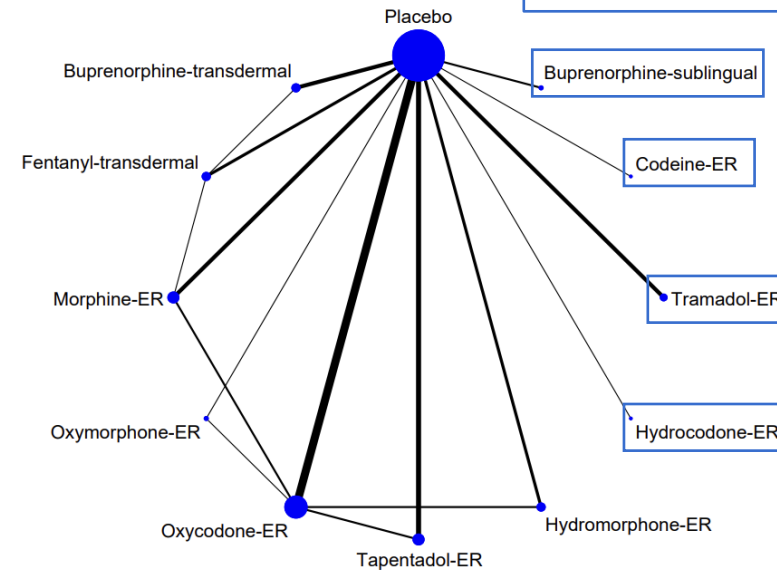 Placebo
Buprenorphine-transdermal
Buprenorphine-sublingual
Fentanyl-transdermal
Codeine-ER
Morphine-ER
Tramadol-ER
Oxymorphone-ER
Hydrocodone-ER
Oxycodone-ER
Hydromorphone-ER
Tapentadol-ER